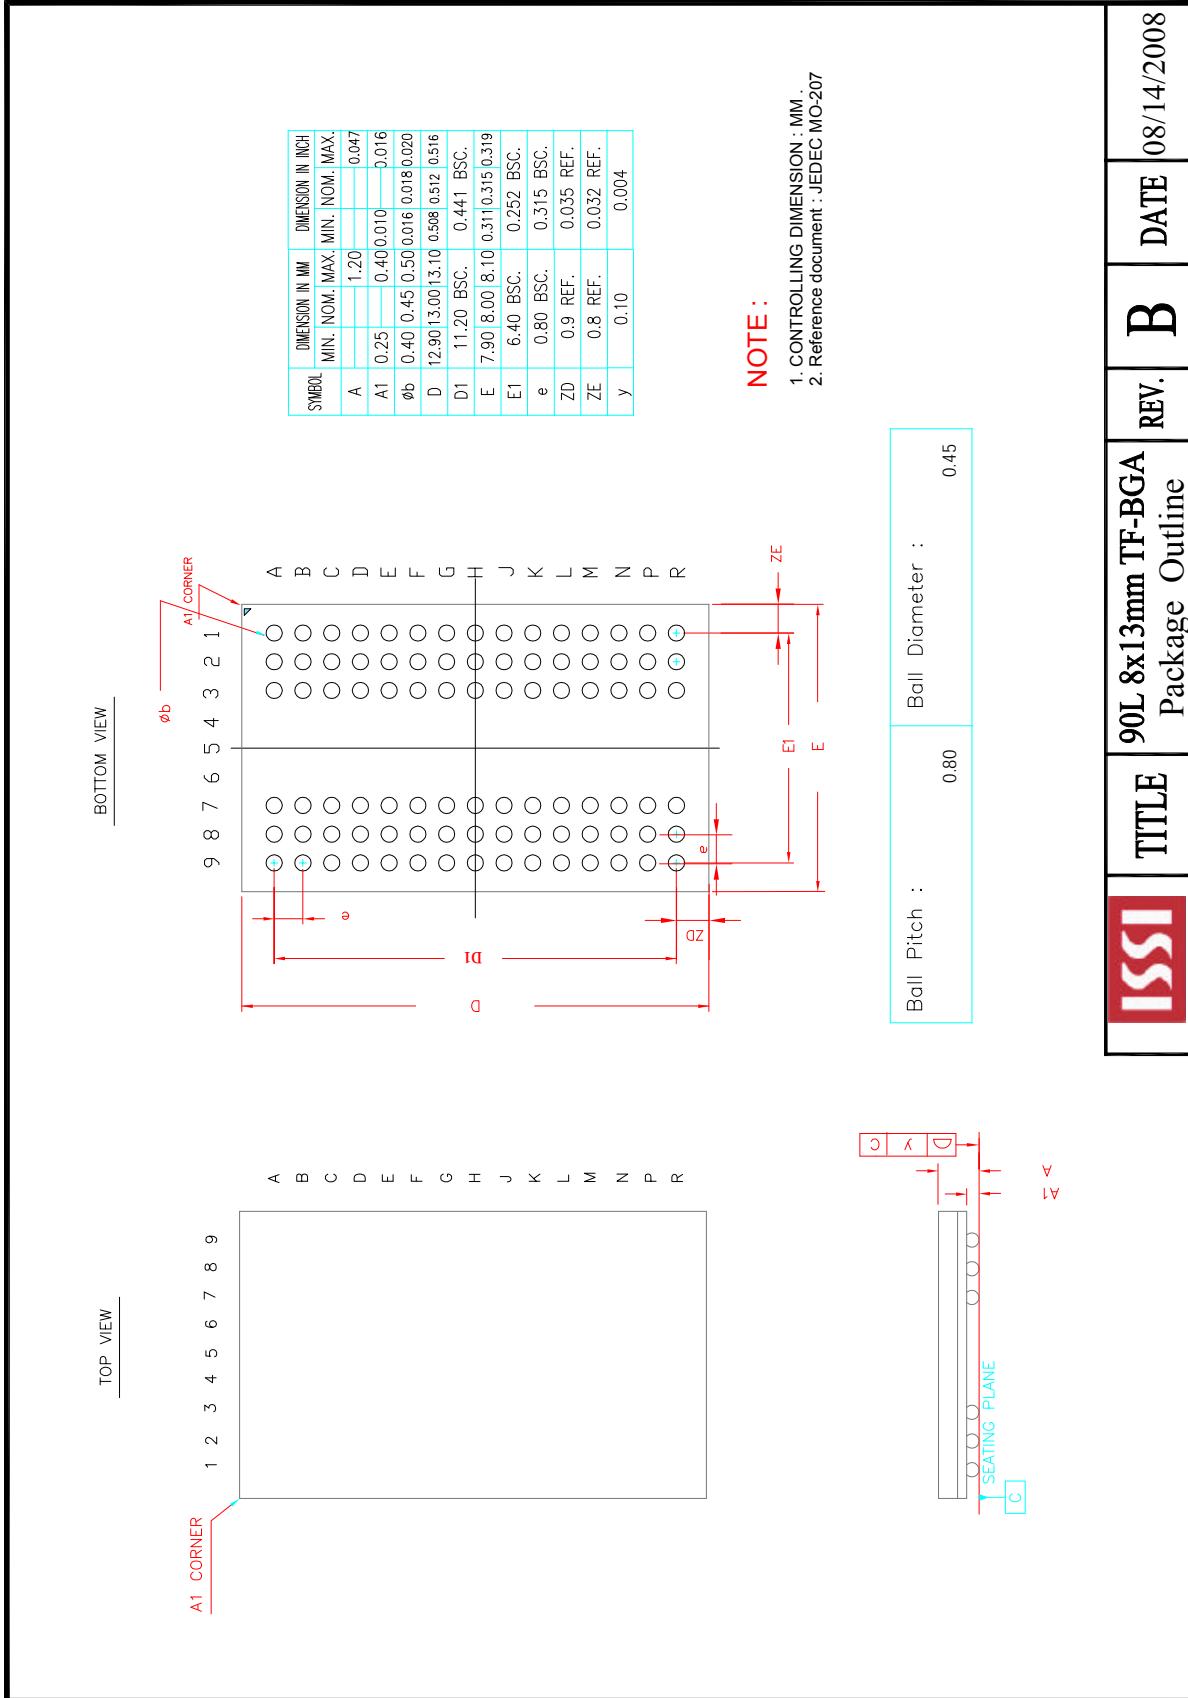 TOP VIEW
A1 CORNER
1 2 3 4 5 6 7 8 9
A
B
C
D
E
F
G
H
J
K
L
M
N
P
R
SEATING PLANE
C
C
y
A
A1
BOTTOM VIEW
øb
A1 CORNER
9 8 7 6 5 4 3 2 1
A
B
C
D
E
F
G
H
J
K
L
M
N
P
R
e
D1
D
ZD
e
E1
E
ZE
SYMBOL DIMENSION IN MM DIMENSION IN INCH
MIN. NOM. MAX. MIN. NOM. MAX.
A 1.20 0.047
A1 0.25 0.40 0.010 0.016
øb 0.40 0.45 0.50 0.016 0.018 0.020
D 12.90 13.00 13.10 0.508 0.512 0.516
D1 11.20 BSC. 0.441 BSC.
E 7.90 8.00 8.10 0.311 0.315 0.319
E1 6.40 BSC. 0.252 BSC.
e 0.80 BSC. 0.315 BSC.
ZD 0.9 REF. 0.035 REF.
ZE 0.8 REF. 0.032 REF.
y 0.10 0.004
NOTE :
1. CONTROLLING DIMENSION : MM .
2. Reference document : JEDEC MO-207
Ball Pitch : 0.80
Ball Diameter : 0.45
ISSI
TITLE
90L 8x13mm TF-BGA
Package Outline
REV.
B
DATE
08/14/2008